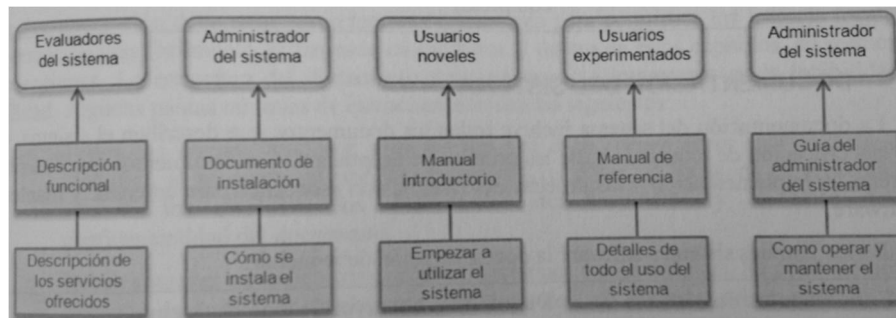 Evaluadores
del sistema
Administrador
del sistema
Usuarios
noveles
Usuarios
experimentados
Administrador
del sistema
Descripción
funcional
Documento de
instalación
Manual
introductorio
Manual de
referencia
Guía del
administrador
del sistema
Descripción de
los servicios
ofrecidos
Cómo se
instala el
sistema
Empezar a
utilizar el
sistema
Detalles de
todo el uso del
sistema
Como operar y
mantener el
sistema